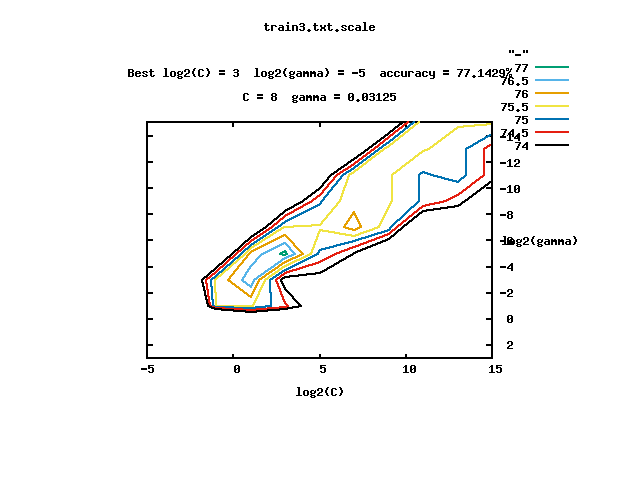 train3.txt.scale
"-"
Best log2(C) = 3  log2(gamma) = -5  accuracy = 77.1429%
77
76.5
C = 8  gamma = 0.03125
76
75.5
75
74.5
74
-14
-12
-10
-8
-6
log2(gamma)
-4
-2
0
2
-5 0 5 10 15
log2(C)